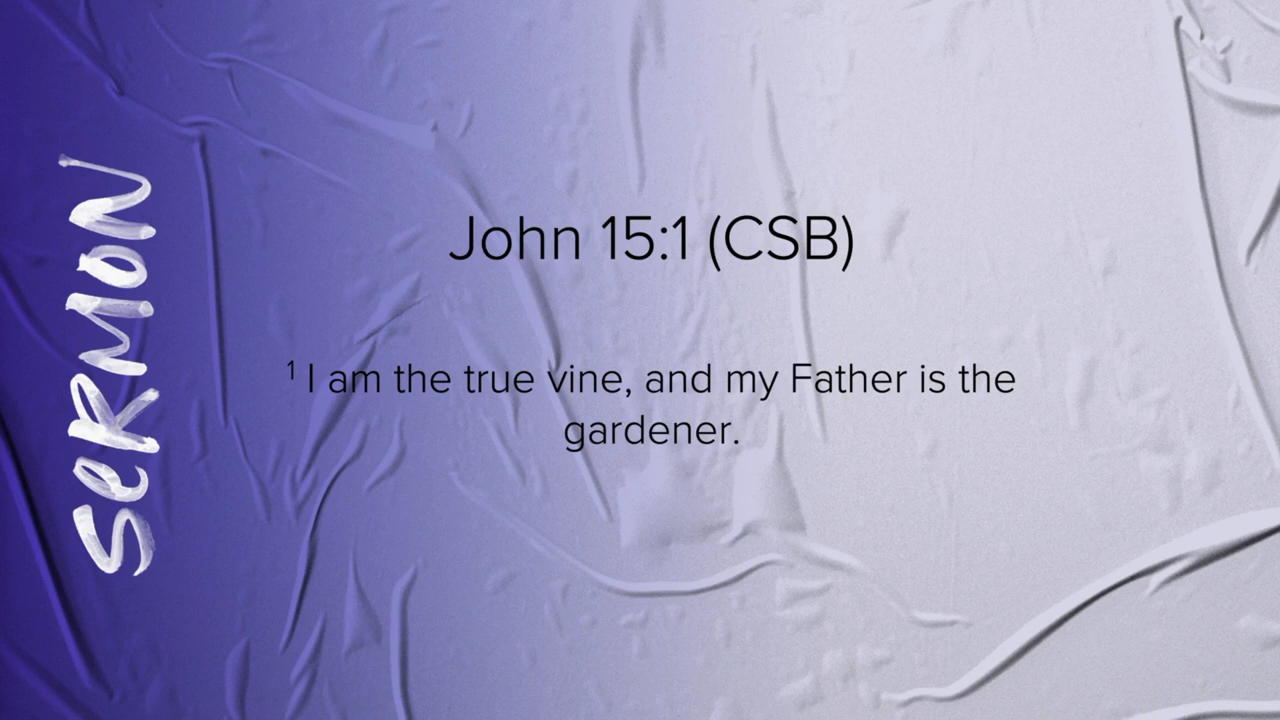 SeRMON
John 15:1 (CSB)
¹ I am the true vine, and my Father is the
gardener.